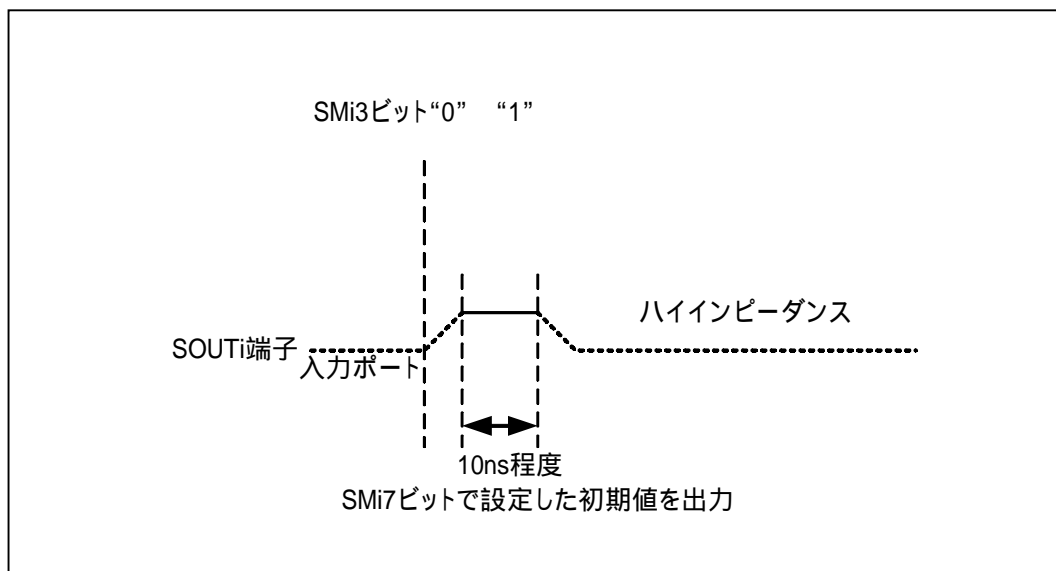 SMi3ビット“0”　“1”
ハイインピーダンス
SOUTi端子
入力ポート
10ns程度
SMi7ビットで設定した初期値を出力